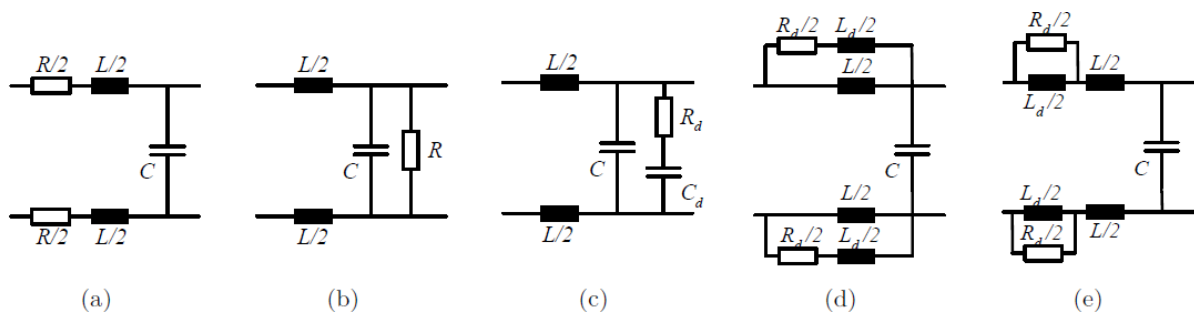 R/2 L/2
C
R/2 L/2
(a)
L/2
C R
L/2
(b)
L/2
R_d
C
C_d
L/2
(c)
R_d/2 L_d/2
L/2
C
L/2
R_d/2 L_d/2
(d)
R_d/2
L/2
L_d/2
C
L_d/2
R_d/2 L/2
(e)